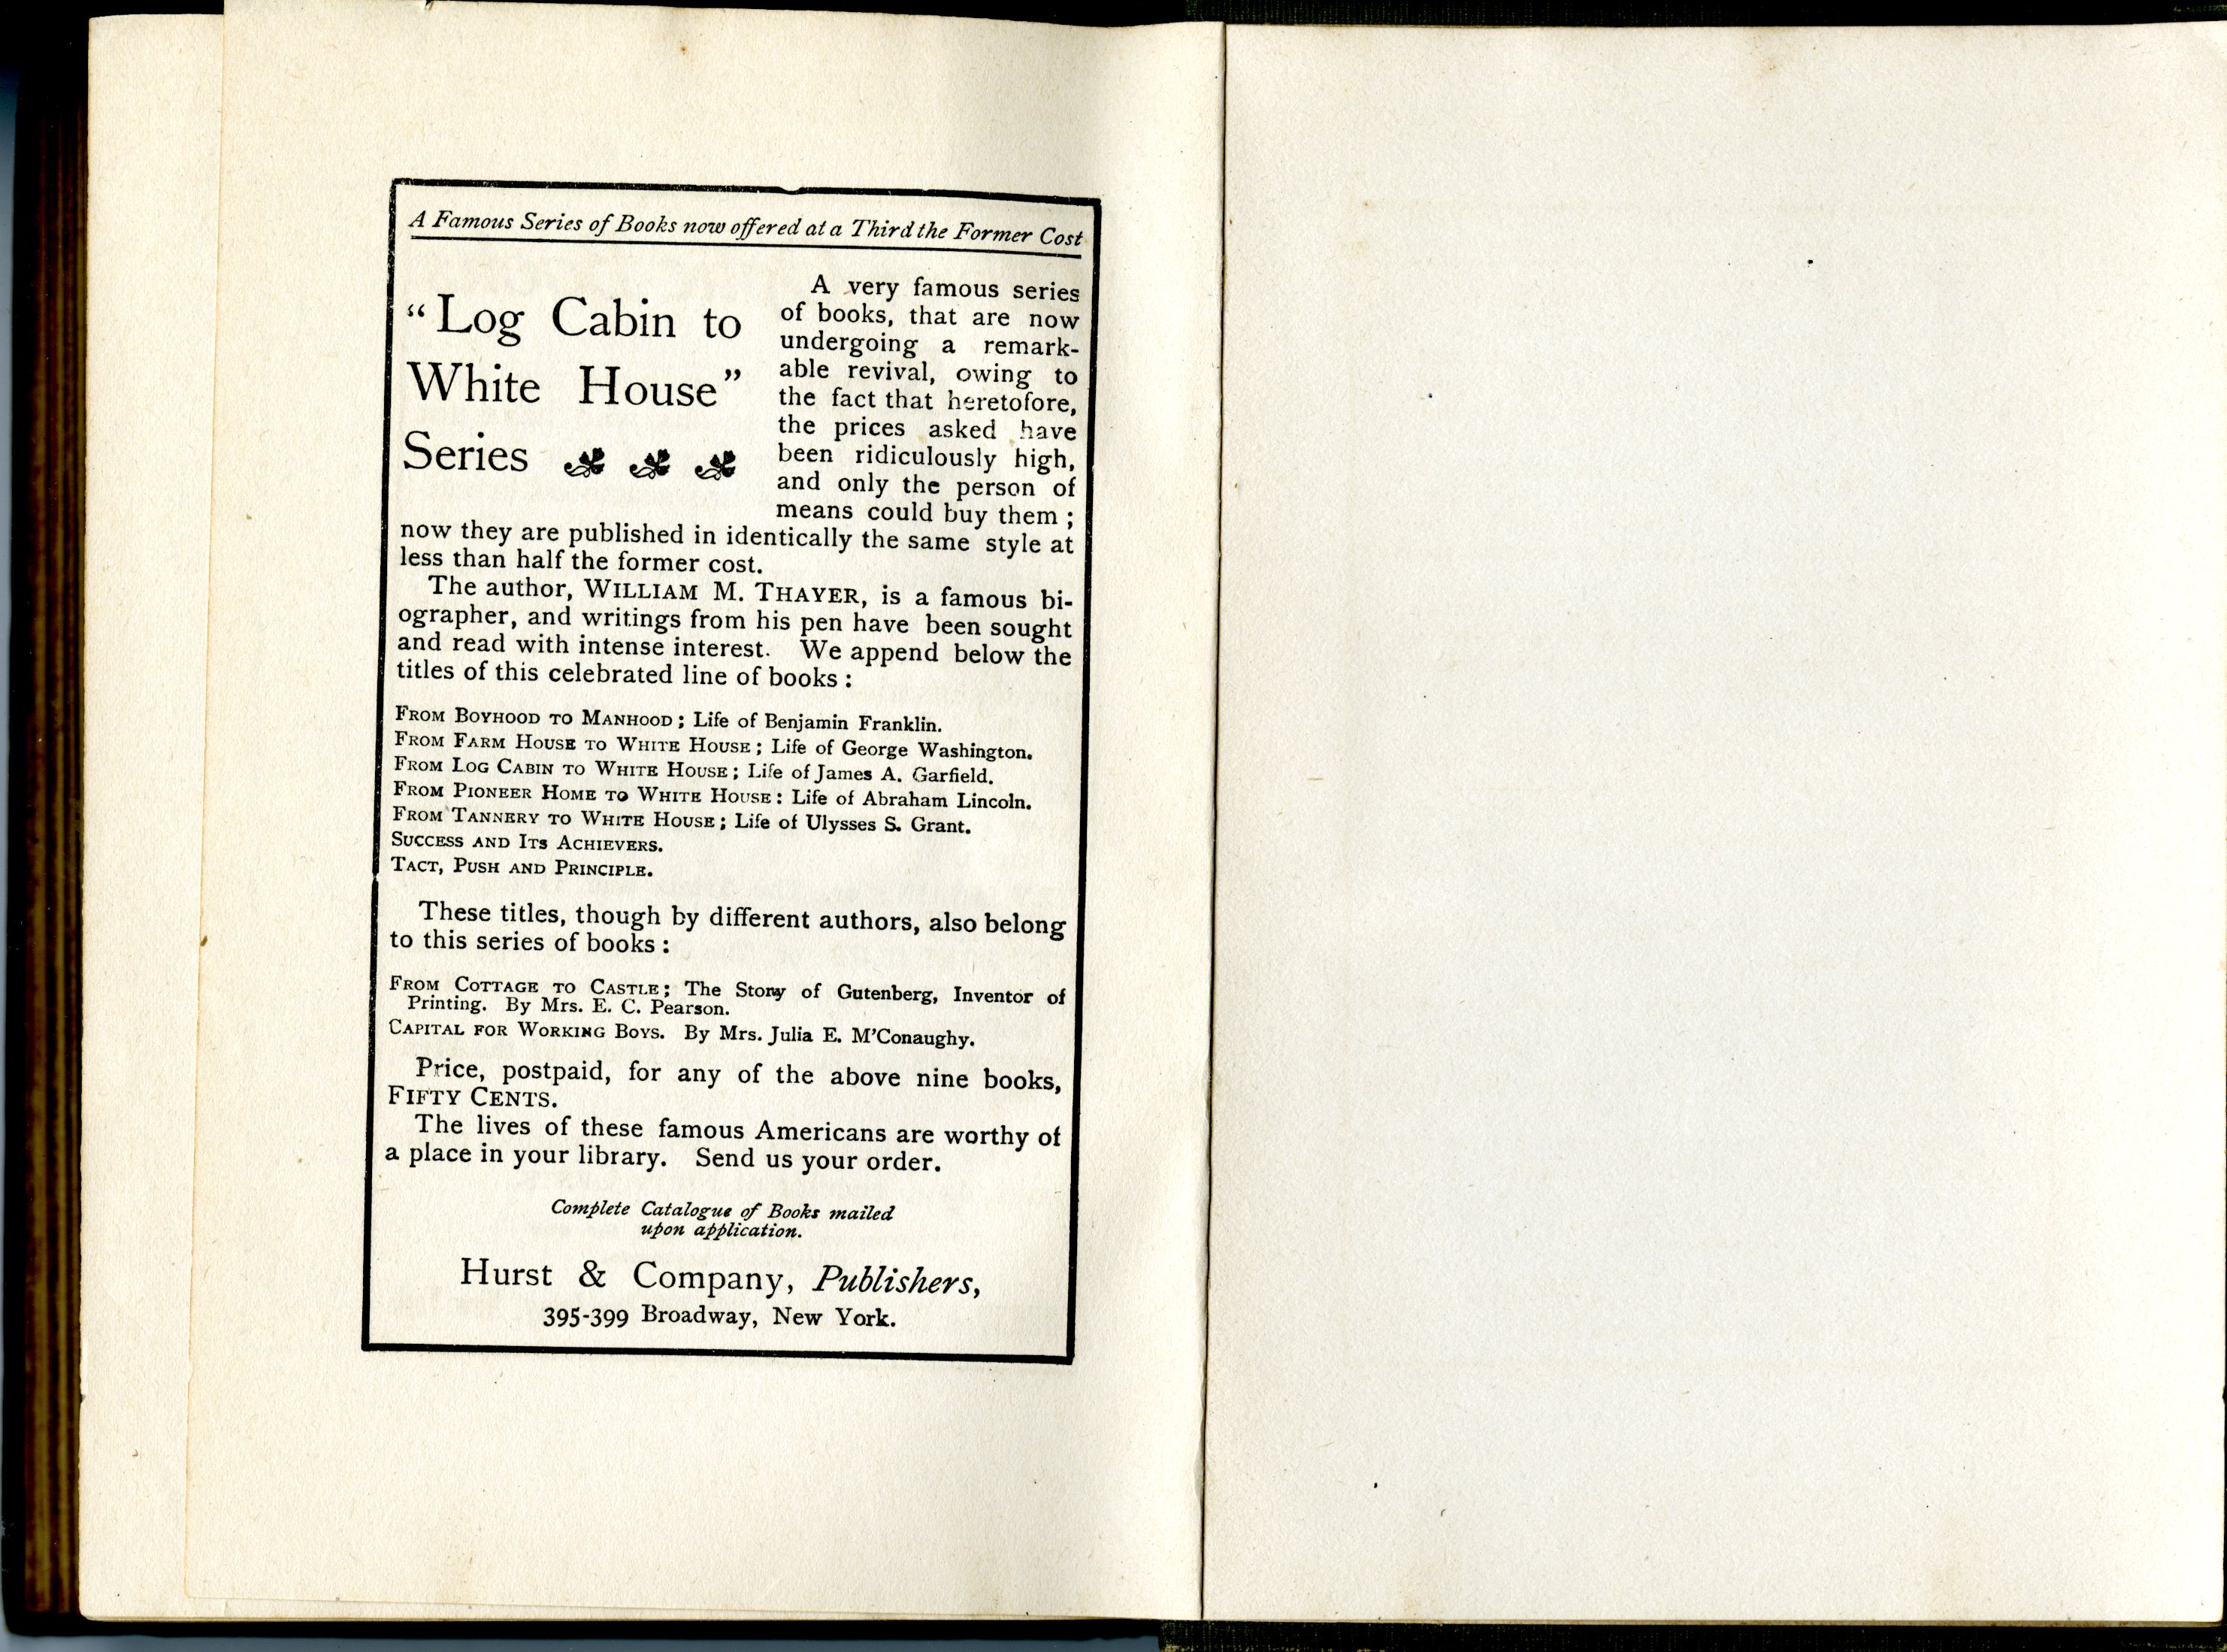 A Famous Series of Books now offered at a Third the Former Cost
“Log Cabin to
White House”
Series
A very famous series
of books, that are now
undergoing a remark-
able revival, owing to
the fact that heretofore,
the prices asked have
been ridiculously high,
and only the person of
means could buy them ;
now they are published in identically the same style at
less than half the former cost.
The author, WILLIAM M. THAYER, is a famous bi-
ographer, and writings from his pen have been sought
and read with intense interest. We append below the
titles of this celebrated line of books :
FROM BOYHOOD TO MANHOOD ; Life of Benjamin Franklin.
FROM FARM HOUSE TO WHITE HOUSE ; Life of George Washington.
FROM LOG CABIN TO WHITE HOUSE ; Life of James A. Garfield.
FROM PIONEER HOME TO WHITE HOUSE : Life of Abraham Lincoln.
FROM TANNERY TO WHITE HOUSE ; Life of Ulysses S. Grant.
SUCCESS AND ITS ACHIEVERS.
TACT, PUSH AND PRINCIPLE.
These titles, though by different authors, also belong
to this series of books :
FROM COTTAGE TO CASTLE ; The Story of Gutenberg, Inventor of
Printing. By Mrs. E. C. Pearson.
CAPITAL FOR WORKING BOYS. By Mrs. Julia E. M’Conaughy.
Price, postpaid, for any of the above nine books,
FIFTY CENTS.
The lives of these famous Americans are worthy of
a place in your library. Send us your order.
Complete Catalogue of Books mailed
upon application.
Hurst & Company, Publishers,
395-399 Broadway, New York.